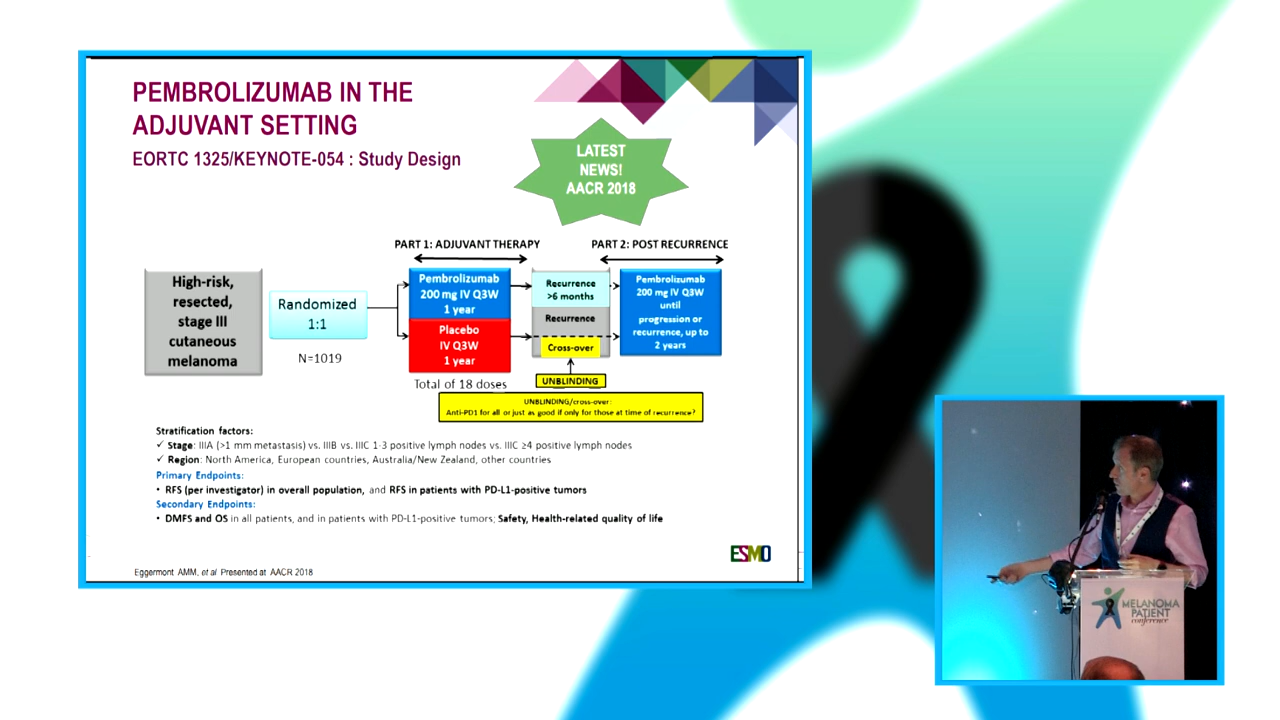 PEMBROLIZUMAB IN THE
ADJUVANT SETTING
EORTC 1325/KEYNOTE-054 : Study Design
LATEST
NEWS!
AACR 2018
PART 1: ADJUVANT THERAPY
PART 2: POST RECURRENCE
High-risk,
resected,
stage III
cutaneous
melanoma
Randomized
1:1
N=1019
Pembrolizumab
200 mg IV Q3W
1 year
Placebo
IV Q3W
1 year
Total of 18 doses
Recurrence
>6 months
Recurrence
Cross-over
UNBLINDING
Pembrolizumab
200 mg IV Q3W
until
progression or
recurrence, up to
2 years
UNBLINDING/cross-over:
Anti-PD1 for all or just as good if only for those at time of recurrence?
Stratification factors:
✓ Stage: IIIA (>1 mm metastasis) vs. IIIB vs. IIIC 1-3 positive lymph nodes vs. IIIC ≥4 positive lymph nodes
✓ Region: North America, European countries, Australia/New Zealand, other countries
Primary Endpoints:
• RFS (per investigator) in overall population, and RFS in patients with PD-L1-positive tumors
Secondary Endpoints:
• DMFS and OS in all patients, and in patients with PD-L1-positive tumors; Safety, Health-related quality of life
ESMO
Eggermont AMM, et al Presented at AACR 2018
MELANOMA
PATIENT
conference